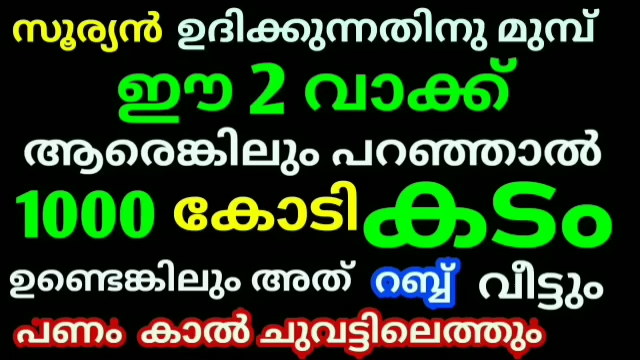 സൂര്യൻ ഉദിക്കുന്നതിനു മുമ്പ്
ഈ 2 വാക്ക്
ആരെങ്കിലും പറഞ്ഞാൽ
1000 കോടി കടം
ഉണ്ടെങ്കിലും അത് റബ്ബ് വീട്ടും
പണം കാൽ ചുവട്ടിലെത്തും